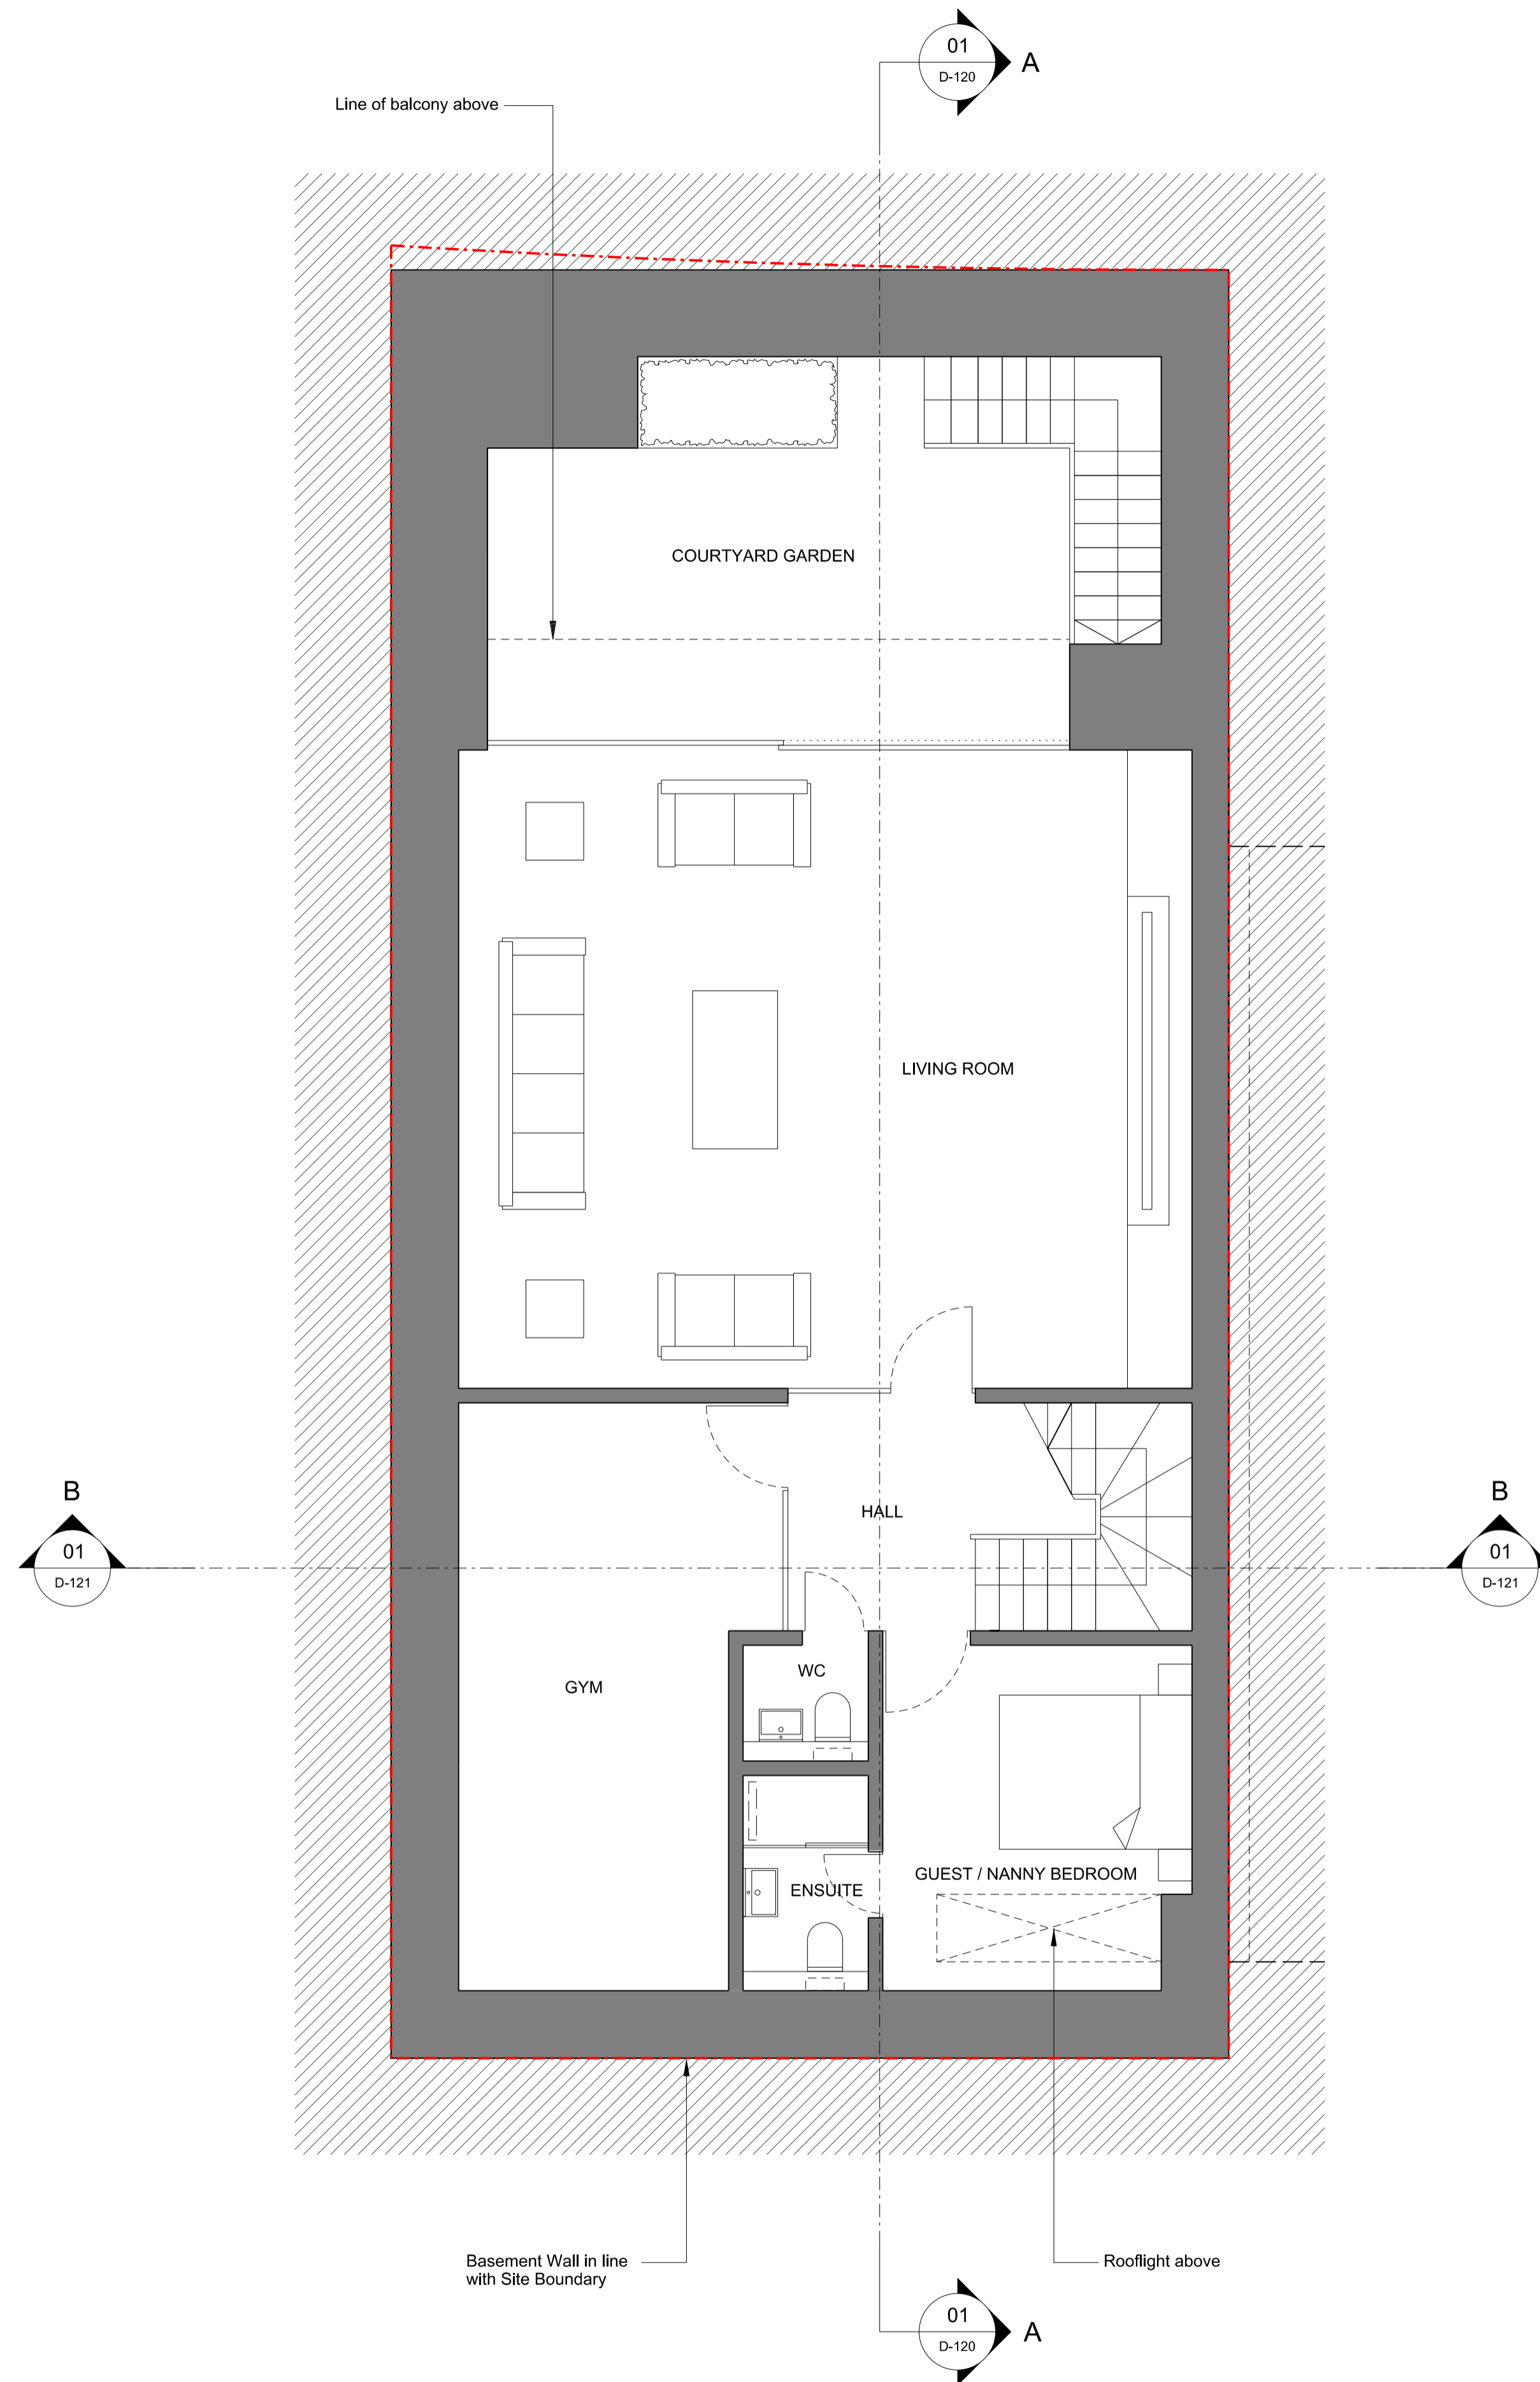 01
D-120
A
Line of balcony above
COURTYARD GARDEN
LIVING ROOM
B
01
D-121
HALL
B
01
D-121
WC
GYM
GUEST / NANNY BEDROOM
ENSUITE
Basement Wall in line
with Site Boundary
Rooflight above
01
D-120
A